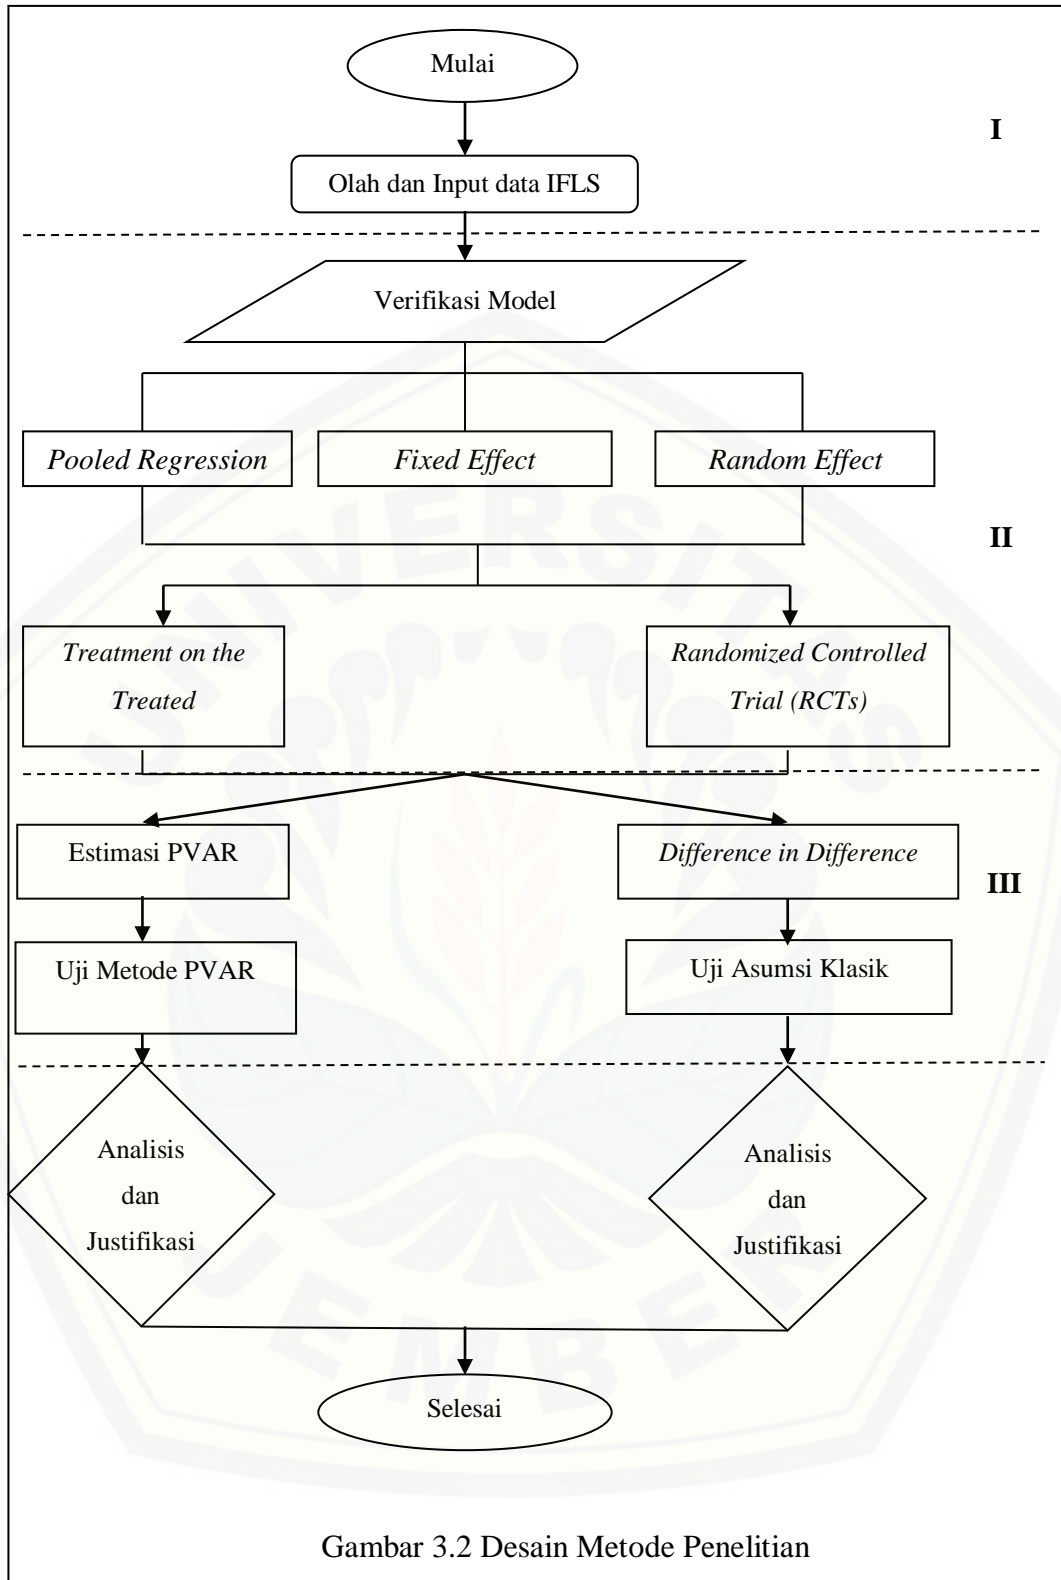 Mulai
I
Olah dan Input data IFLS
Verifikasi Model
Pooled Regression
Fixed Effect
Random Effect
II
Treatment on the
Treated
Randomized Controlled
Trial (RCTs)
Estimasi PVAR
Difference in Difference
III
Uji Metode PVAR
Uji Asumsi Klasik
Analisis
dan
Justifikasi
Analisis
dan
Justifikasi
Selesai
Gambar 3.2 Desain Metode Penelitian
UNIVERSITAS
JEMBER